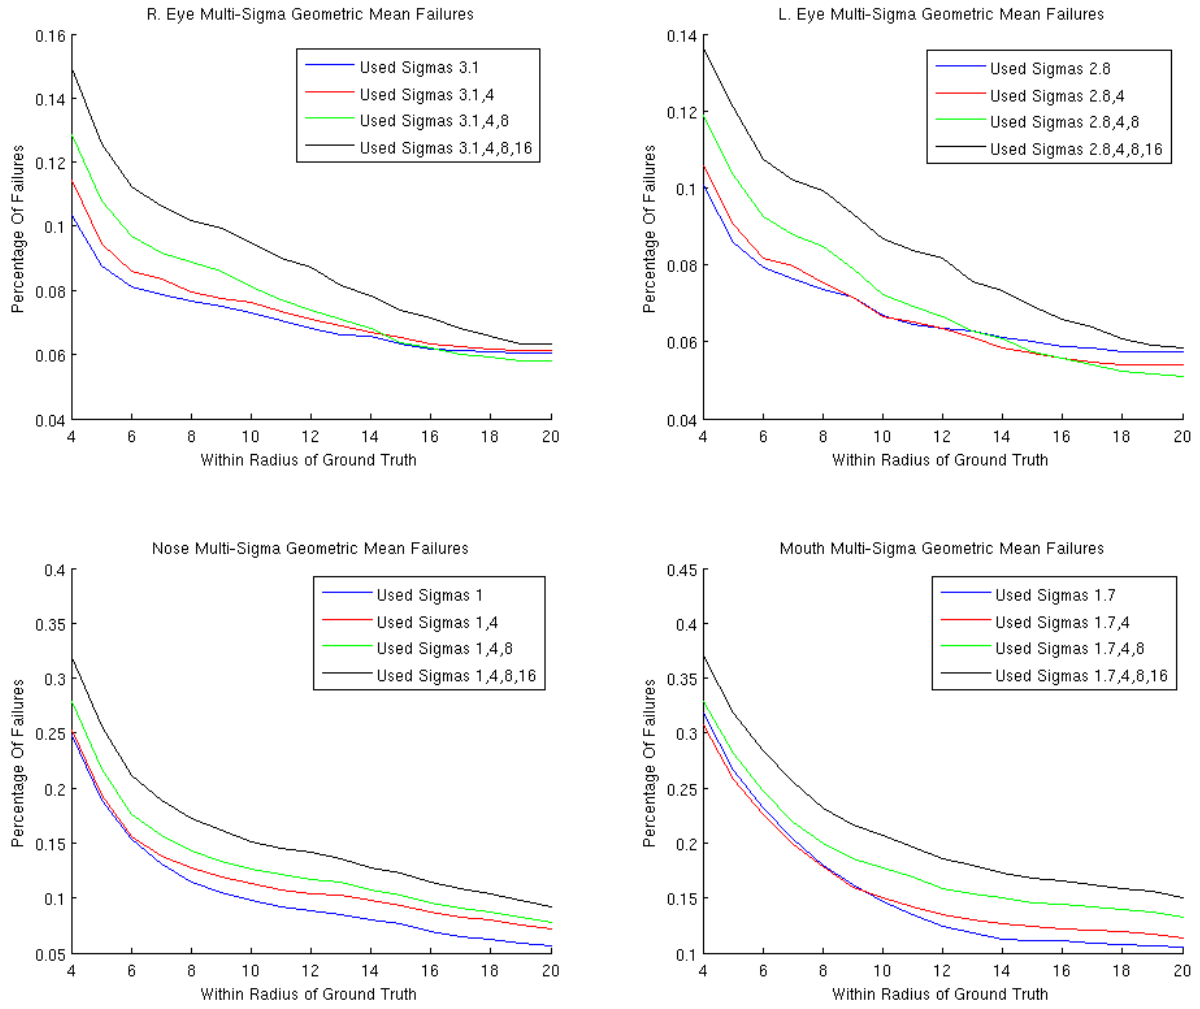 R. Eye Multi-Sigma Geometric Mean Failures
0.16
0.14
0.12
0.1
0.08
0.06
0.04
Percentage Of Failures
Used Sigmas 3.1
Used Sigmas 3.1,4
Used Sigmas 3.1,4,8
Used Sigmas 3.1,4,8,16
4 6 8 10 12 14 16 18 20
Within Radius of Ground Truth
L. Eye Multi-Sigma Geometric Mean Failures
0.14
0.12
0.1
0.08
0.06
0.04
Percentage Of Failures
Used Sigmas 2.8
Used Sigmas 2.8,4
Used Sigmas 2.8,4,8
Used Sigmas 2.8,4,8,16
4 6 8 10 12 14 16 18 20
Within Radius of Ground Truth
Nose Multi-Sigma Geometric Mean Failures
0.4
0.35
0.3
0.25
0.2
0.15
0.1
0.05
Percentage Of Failures
Used Sigmas 1
Used Sigmas 1,4
Used Sigmas 1,4,8
Used Sigmas 1,4,8,16
4 6 8 10 12 14 16 18 20
Within Radius of Ground Truth
Mouth Multi-Sigma Geometric Mean Failures
0.45
0.4
0.35
0.3
0.25
0.2
0.15
0.1
Percentage Of Failures
Used Sigmas 1.7
Used Sigmas 1.7,4
Used Sigmas 1.7,4,8
Used Sigmas 1.7,4,8,16
4 6 8 10 12 14 16 18 20
Within Radius of Ground Truth